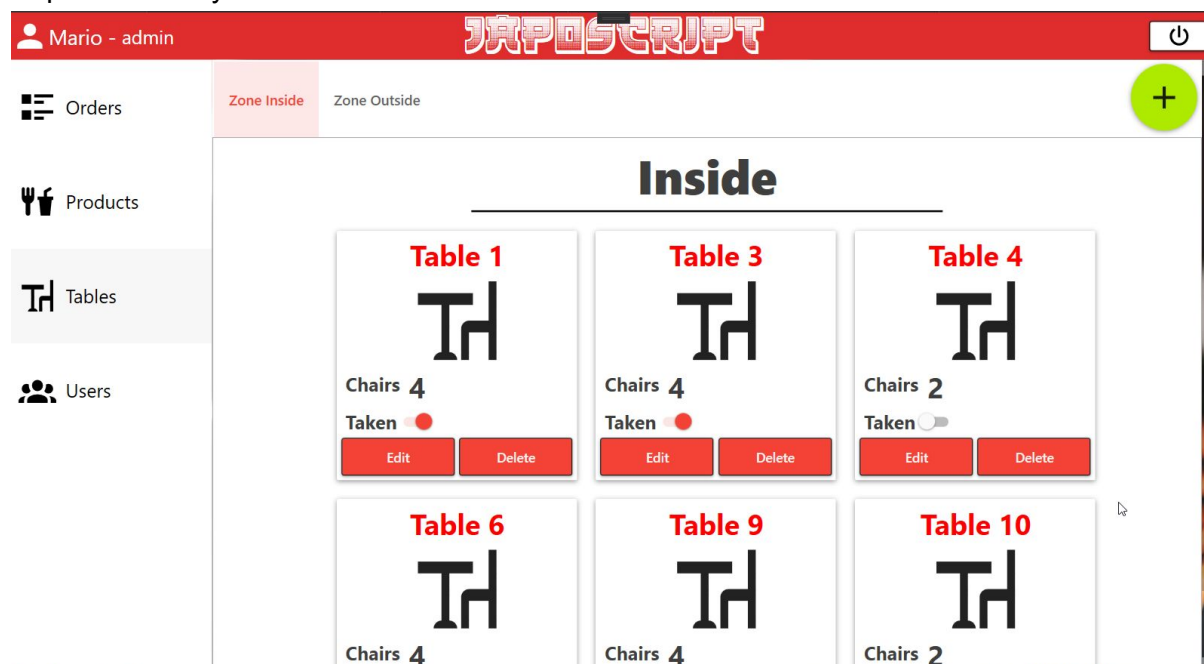 Mario - admin
JAPOSCRIPT
Orders
Products
Tables
Users
Zone Inside Zone Outside
+
Inside
Table 1 Table 3 Table 4
Chairs 4 Chairs 4 Chairs 2
Taken Taken Taken
Edit Delete Edit Delete Edit Delete
Table 6 Table 9 Table 10
Chairs 4 Chairs 4 Chairs 2